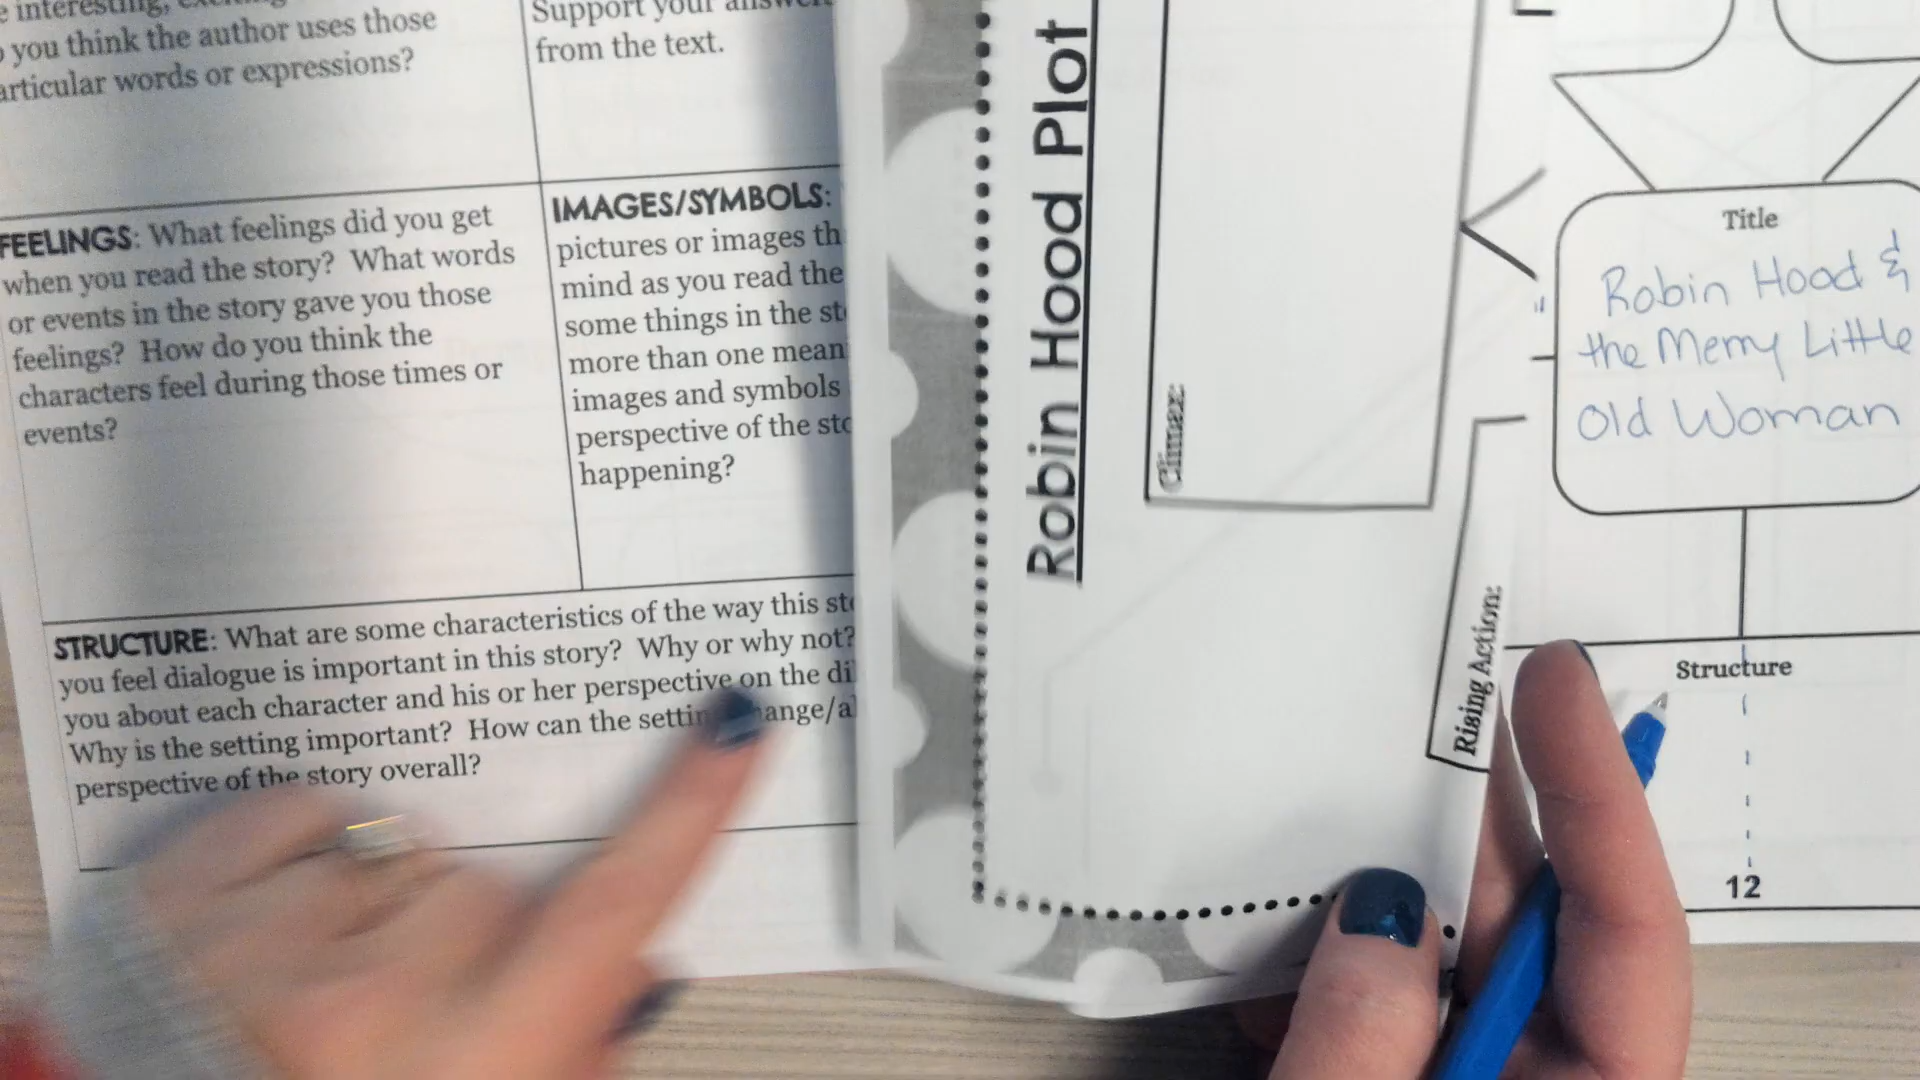 interesting,
you think the author uses those
articular words or expressions?
Support your answer
from the text.
FEELINGS: What feelings did you get
when you read the story? What words
or events in the story gave you those
feelings? How do you think the
characters feel during those times or
events?
IMAGES/SYMBOLS:
pictures or images th
mind as you read the
some things in the st
more than one mean
images and symbols
perspective of the sto
happening?
STRUCTURE: What are some characteristics of the way this sto
you feel dialogue is important in this story? Why or why not?
you about each character and his or her perspective on the di
Why is the setting important? How can the settin hange/al
perspective of the story overall?
Robin Hood Plot
Climax:
Rising Action:
Title
Robin Hood &
the Merry Little
Old Woman
Structure
12